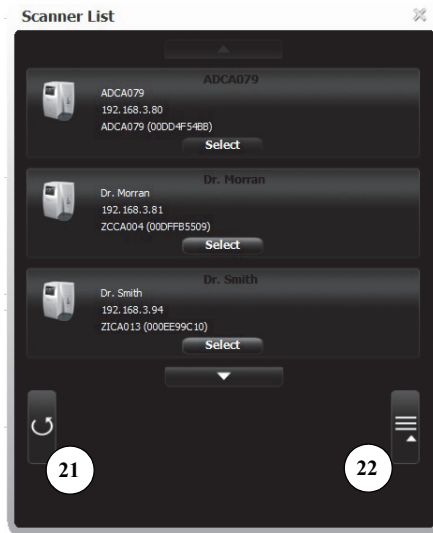 Scanner List
ADCA079
ADCA079
192.168.3.80
ADCA079 (00DD4F54BB)
Select
Dr. Morran
Dr. Morran
192.168.3.81
ZCCA004 (00DFFB5509)
Select
Dr. Smith
Dr. Smith
192.168.3.94
ZICA013 (000EE99C10)
Select
21
22